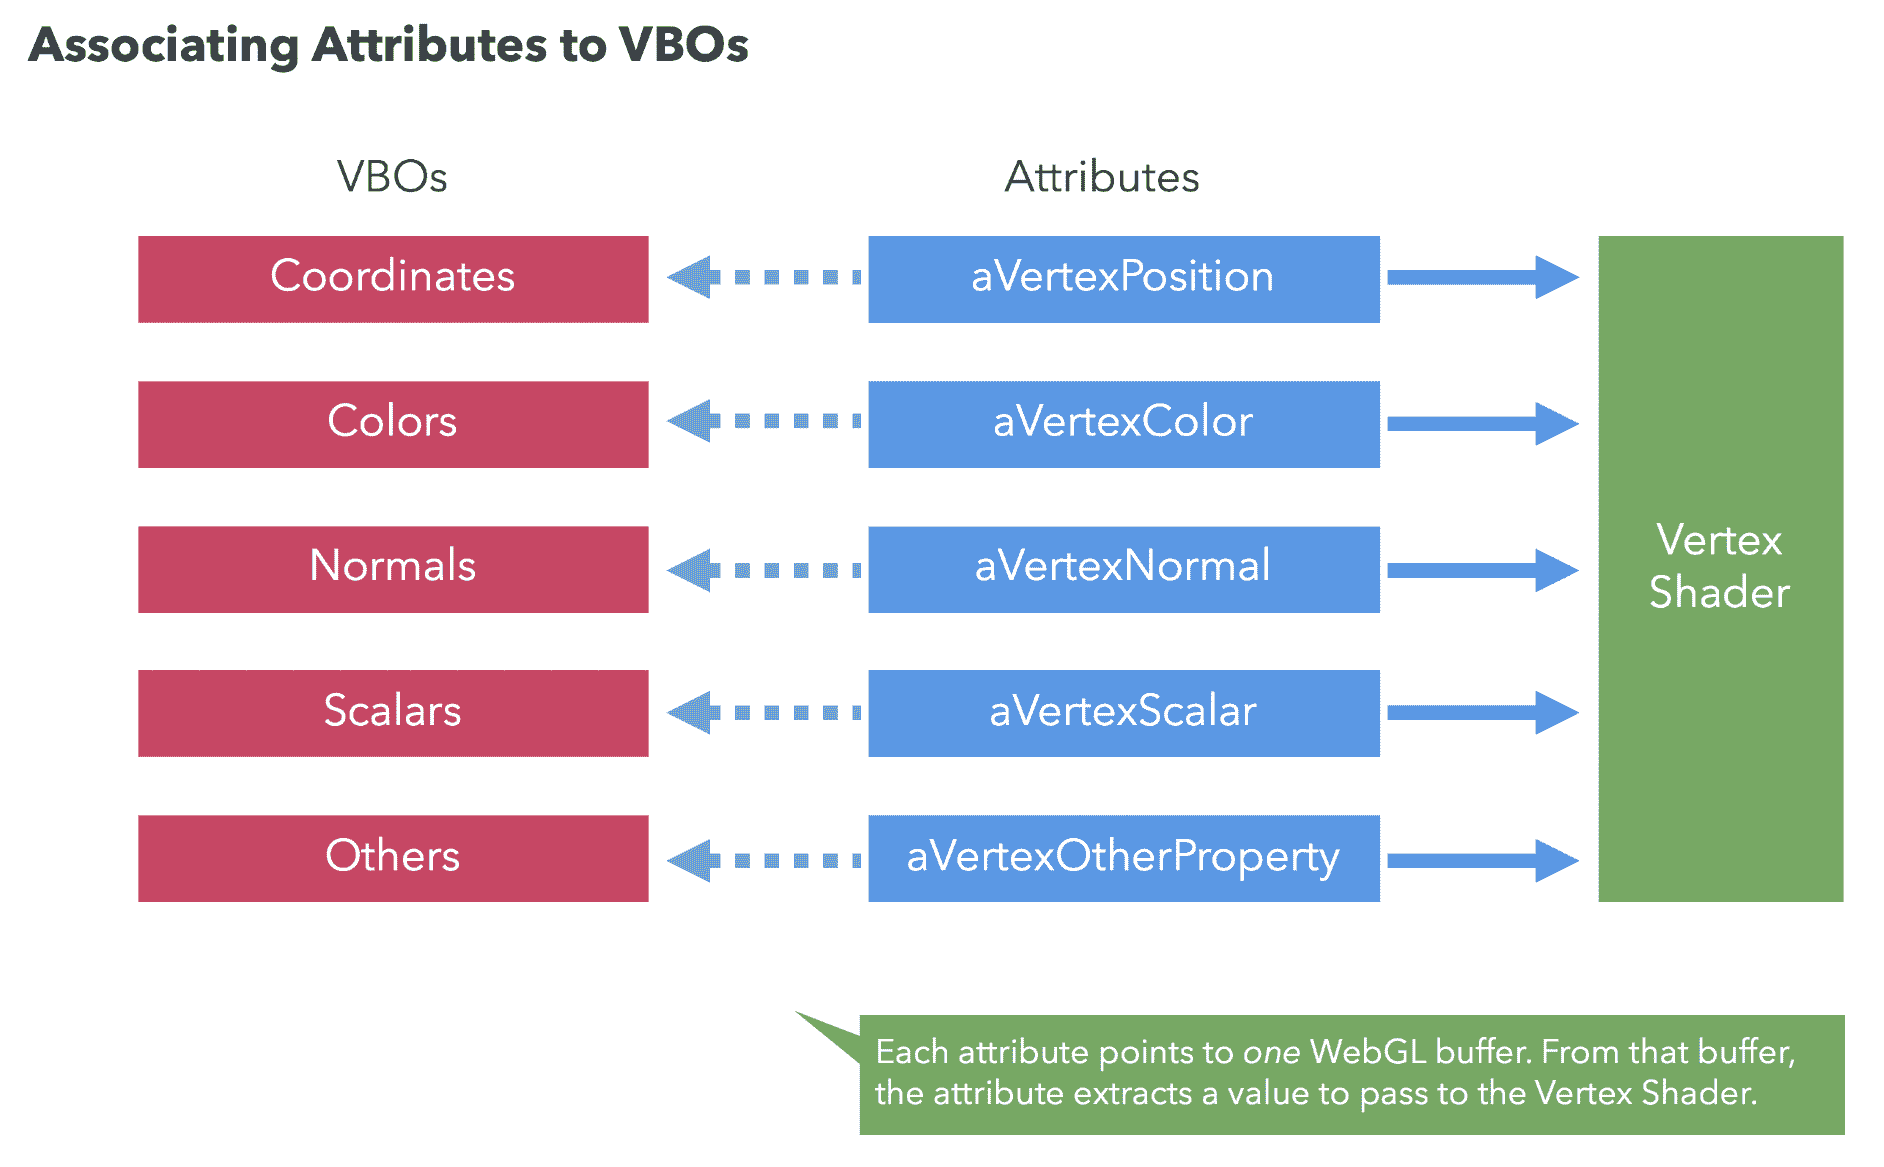 Associating Attributes to VBOs
VBOs
Attributes
Coordinates
aVertexPosition
Colors
aVertexColor
Normals
aVertexNormal
Scalars
aVertexScalar
Others
aVertexOtherProperty
Vertex
Shader
Each attribute points to one WebGL buffer. From that buffer,
the attribute extracts a value to pass to the Vertex Shader.